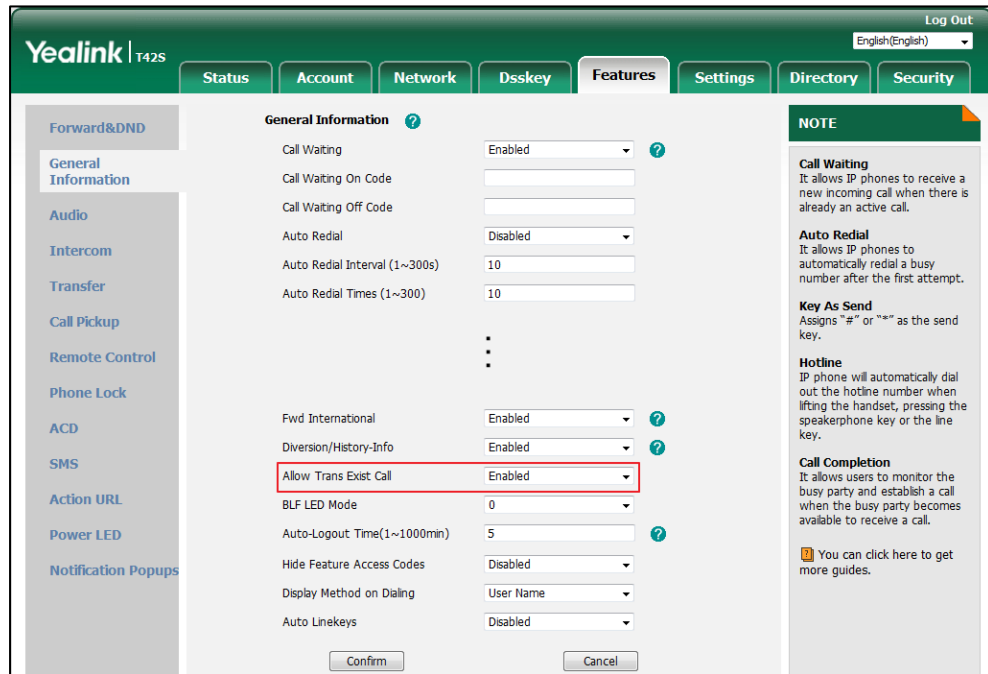 Log Out
English(English)
Yealink | T42S
Status Account Network Dsskey Features Settings Directory Security
Forward&DND
General
Information
Audio
Intercom
Transfer
Call Pickup
Remote Control
Phone Lock
ACD
SMS
Action URL
Power LED
Notification Popups
General Information ?
Call Waiting Enabled ?
Call Waiting On Code
Call Waiting Off Code
Auto Redial Disabled
Auto Redial Interval (1~300s) 10
Auto Redial Times (1~300) 10
Fwd International Enabled ?
Diversion/History-Info Enabled ?
Allow Trans Exist Call Enabled
BLF LED Mode 0
Auto-Logout Time(1~1000min) 5 ?
Hide Feature Access Codes Disabled
Display Method on Dialing User Name
Auto Linekeys Disabled
Confirm Cancel
NOTE
Call Waiting
It allows IP phones to receive a
new incoming call when there is
already an active call.
Auto Redial
It allows IP phones to
automatically redial a busy
number after the first attempt.
Key As Send
Assigns "#" or "*" as the send
key.
Hotline
IP phone will automatically dial
out the hotline number when
lifting the handset, pressing the
speakerphone key or the line
key.
Call Completion
It allows users to monitor the
busy party and establish a call
when the busy party becomes
available to receive a call.
? You can click here to get
more guides.